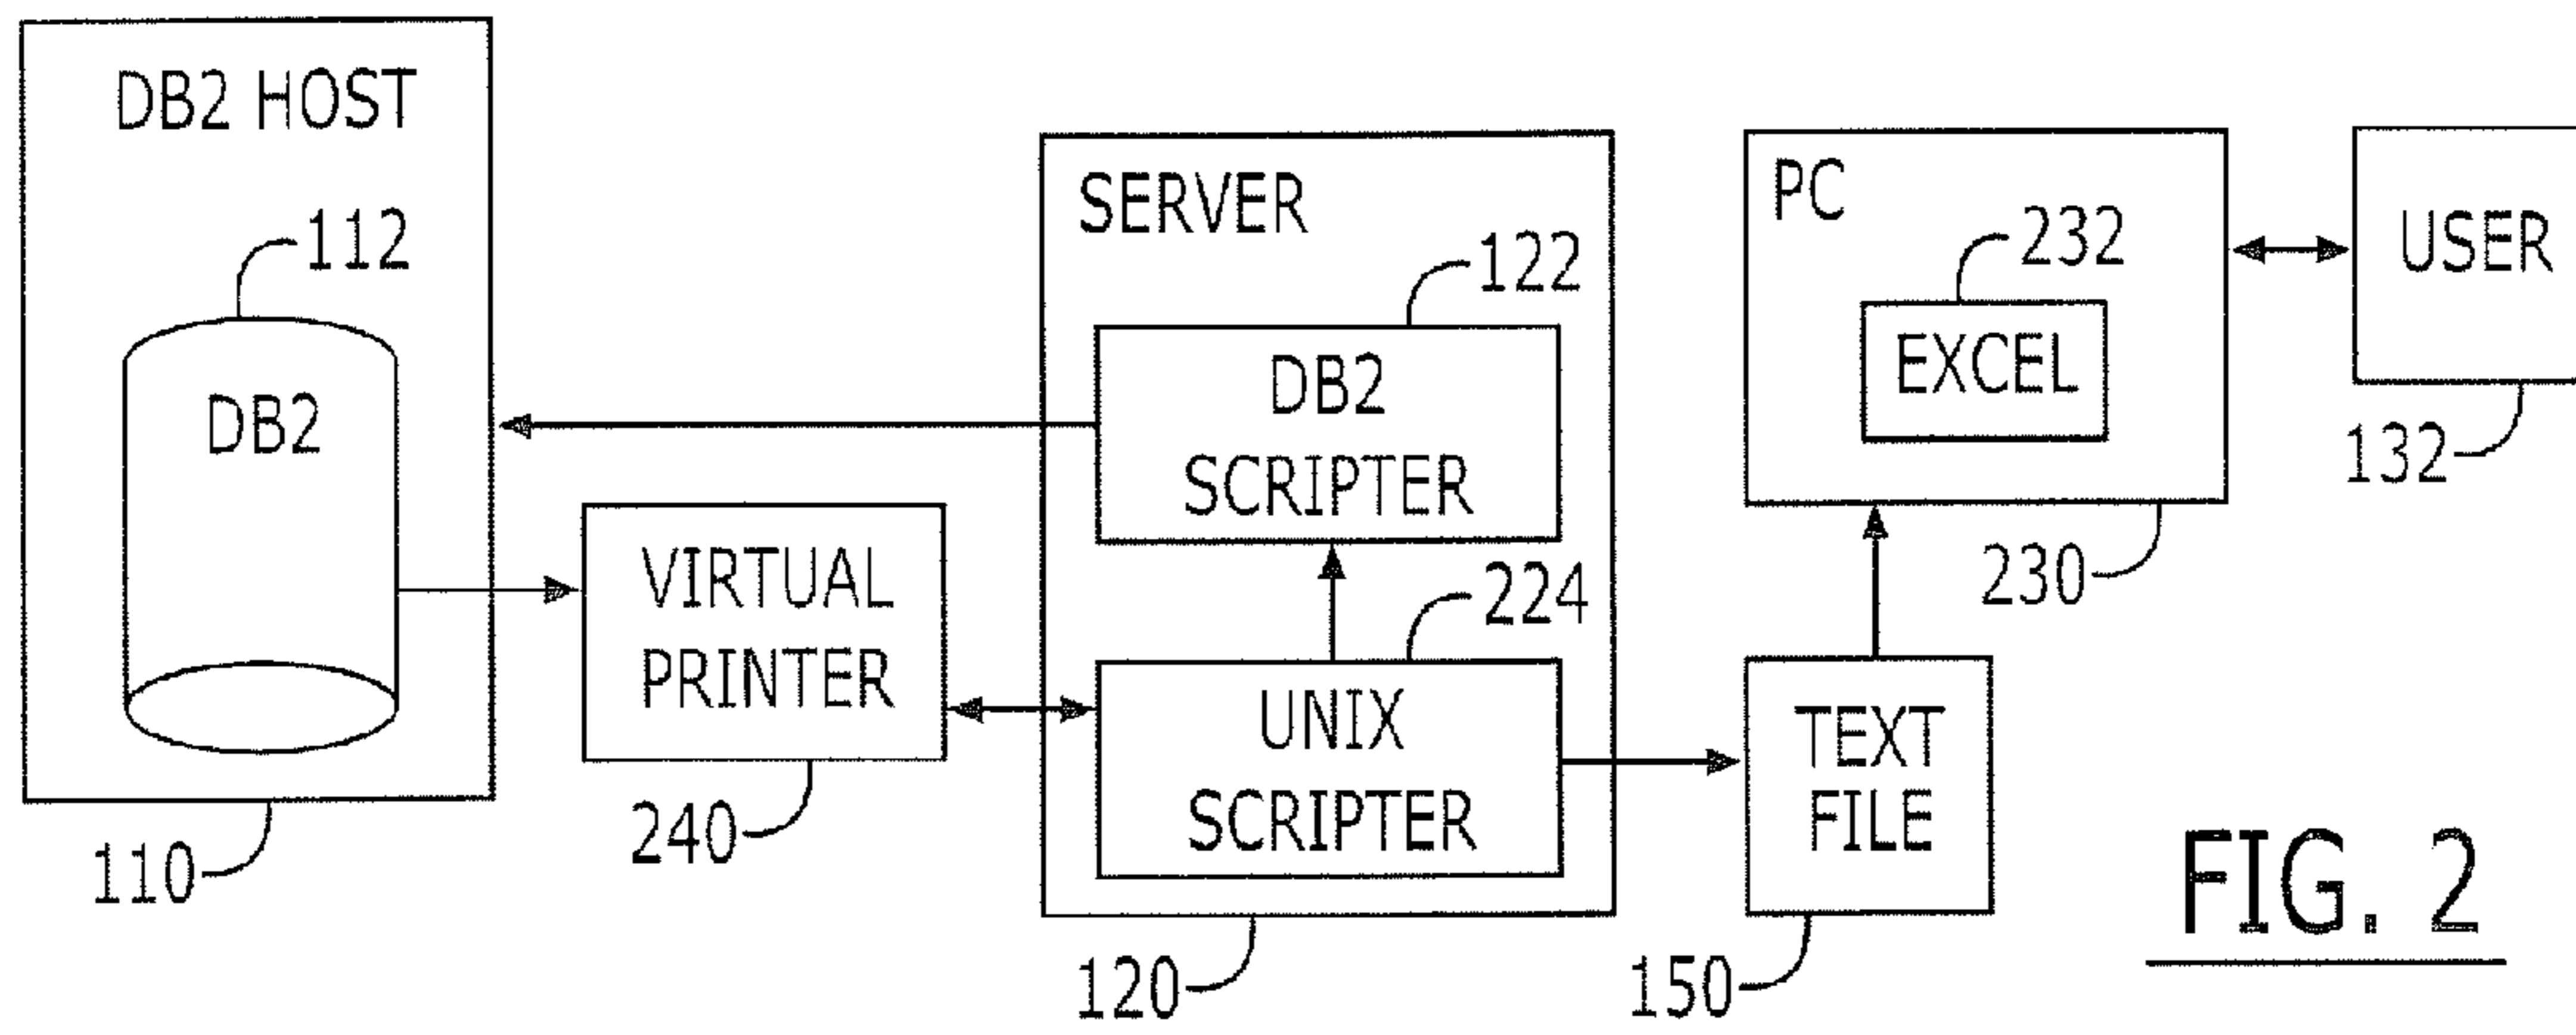 DB2 HOST
112
DB2
110
VIRTUAL
PRINTER
240
SERVER
122
DB2
SCRIPTER
224
UNIX
SCRIPTER
120
PC
232
EXCEL
230
USER
132
TEXT
FILE
150
FIG. 2